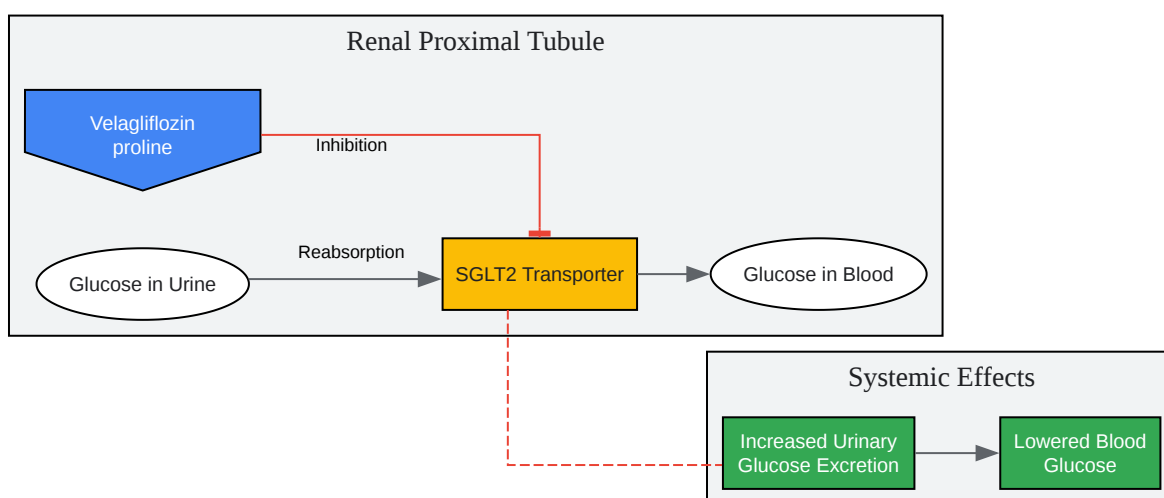 Renal Proximal Tubule
Velagliflozin
proline
Inhibition
Reabsorption
Glucose in Urine
SGLT2 Transporter
Glucose in Blood
Systemic Effects
Increased Urinary
Glucose Excretion
Lowered Blood
Glucose